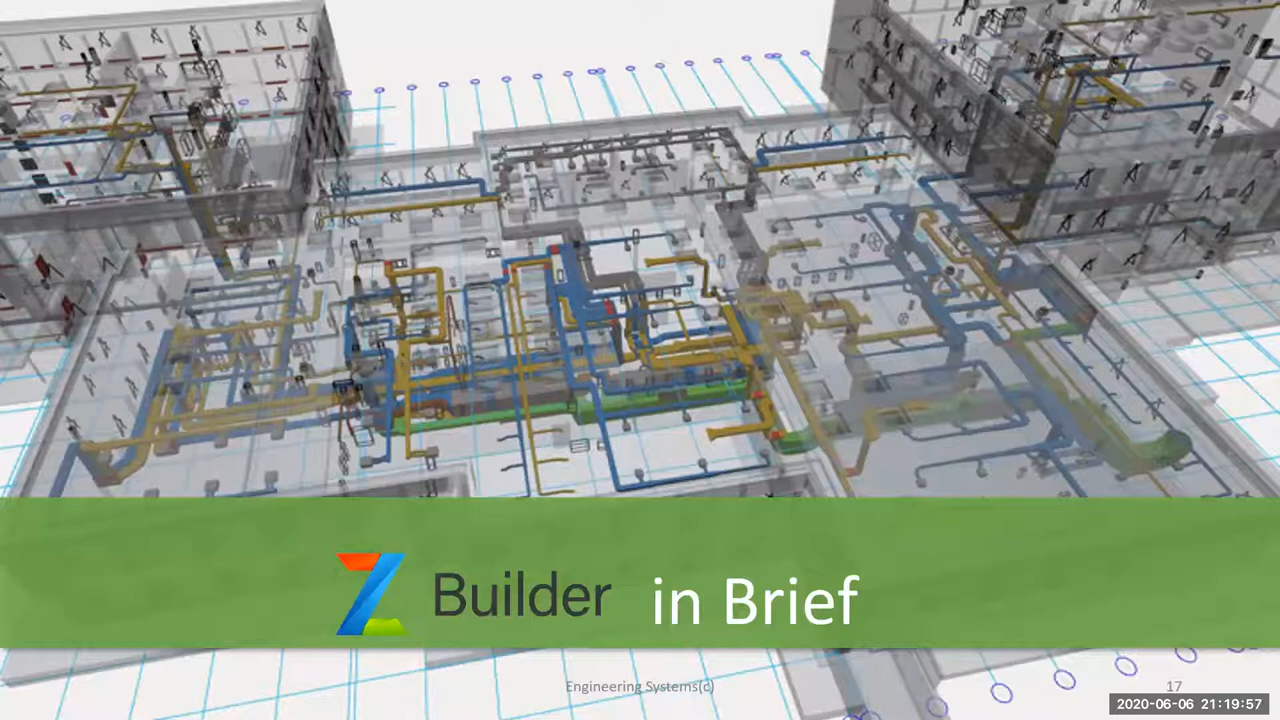 Z Builder in Brief
Engineering Systems(c)
17
2020-06-06 21:19:57